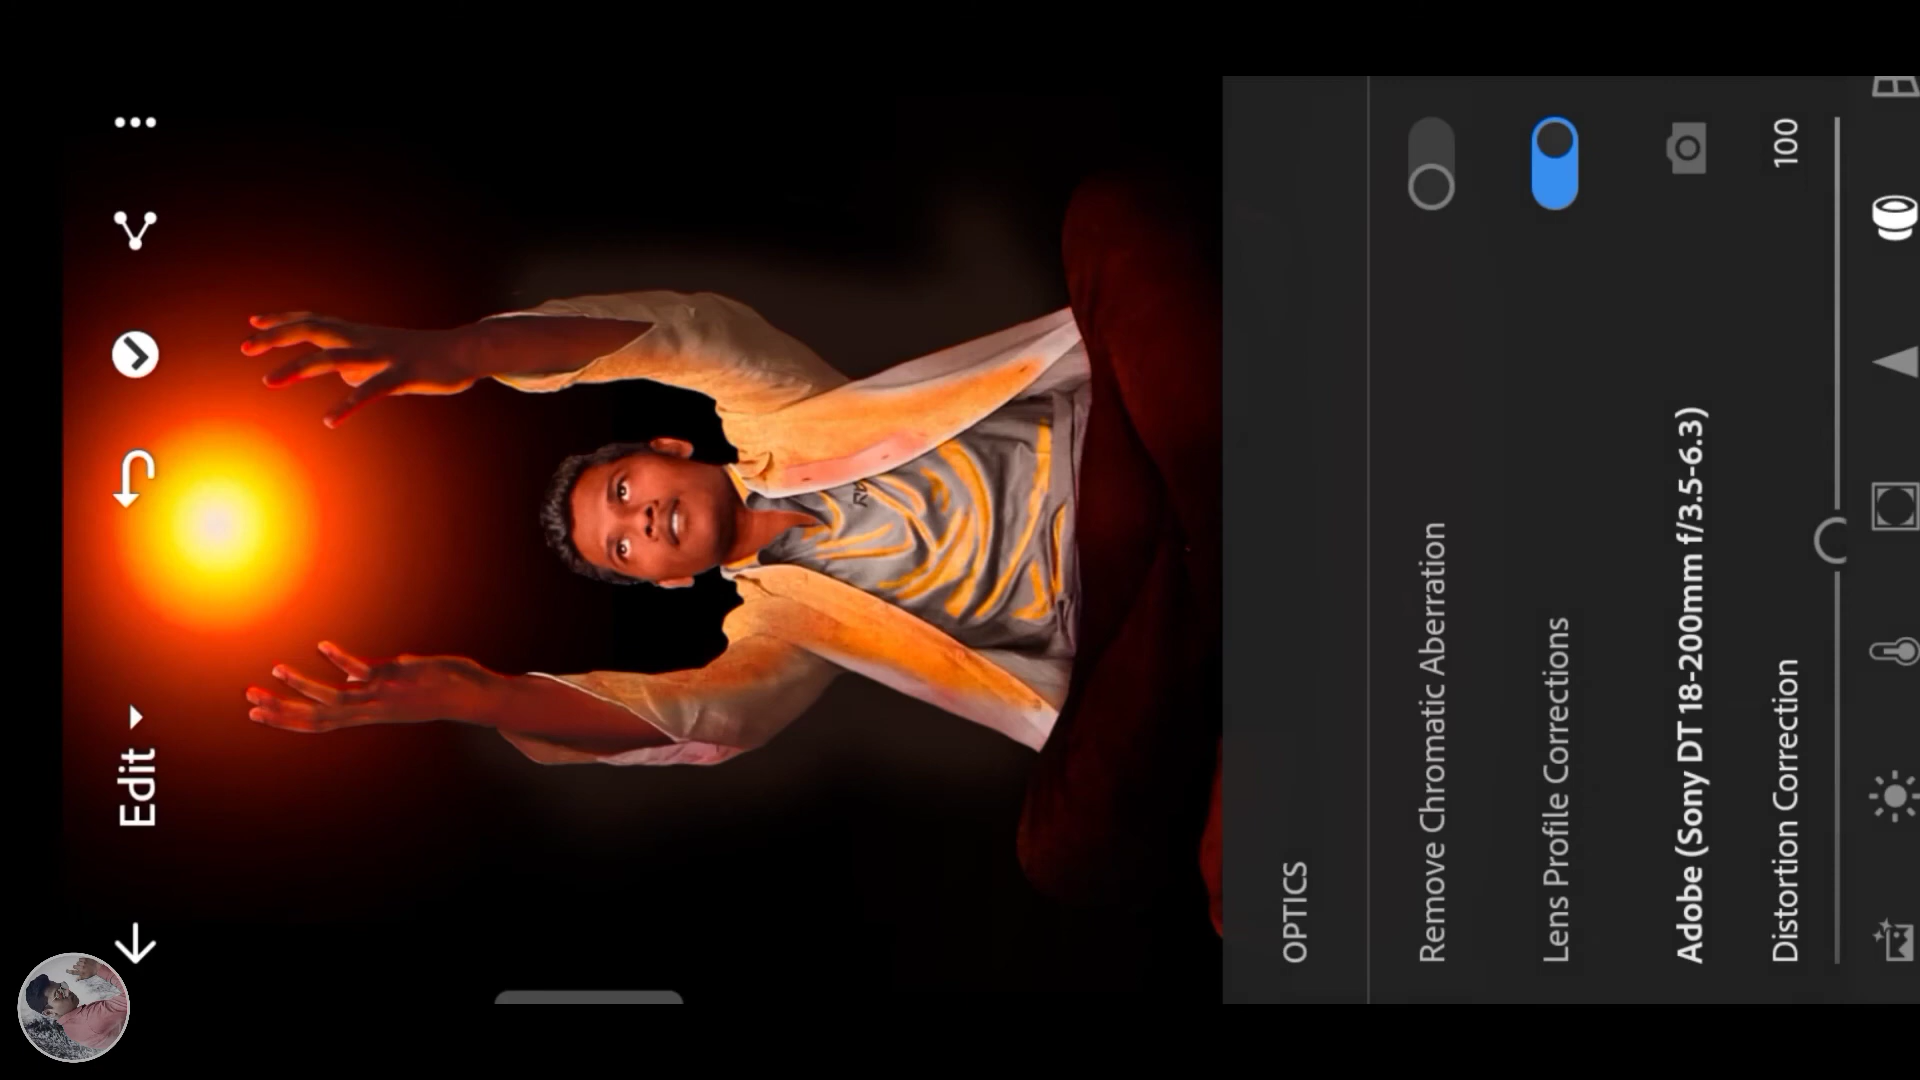 Edit
OPTICS
Remove Chromatic Aberration
Lens Profile Corrections
Adobe (Sony DT 18-200mm f/3.5-6.3)
Distortion Correction 100